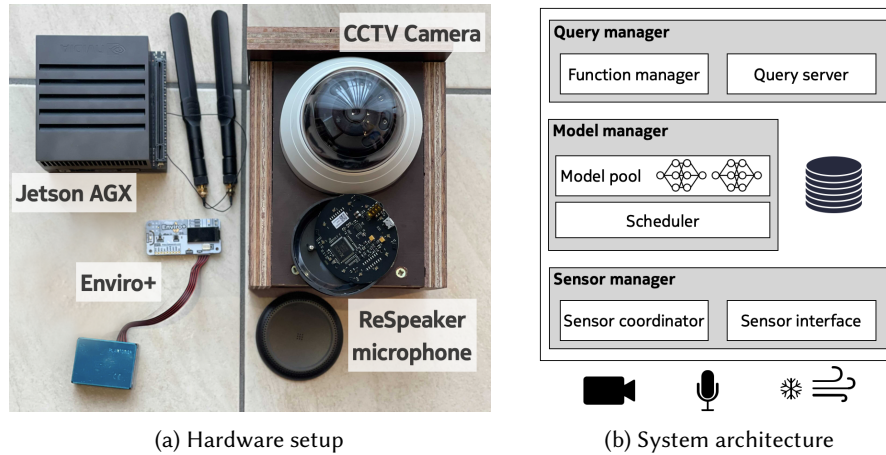 CCTV Camera
Jetson AGX
Enviro+
ReSpeaker
microphone
(a) Hardware setup
Query manager
Function manager
Query server
Model manager
Model pool
Scheduler
Sensor manager
Sensor coordinator
Sensor interface
(b) System architecture